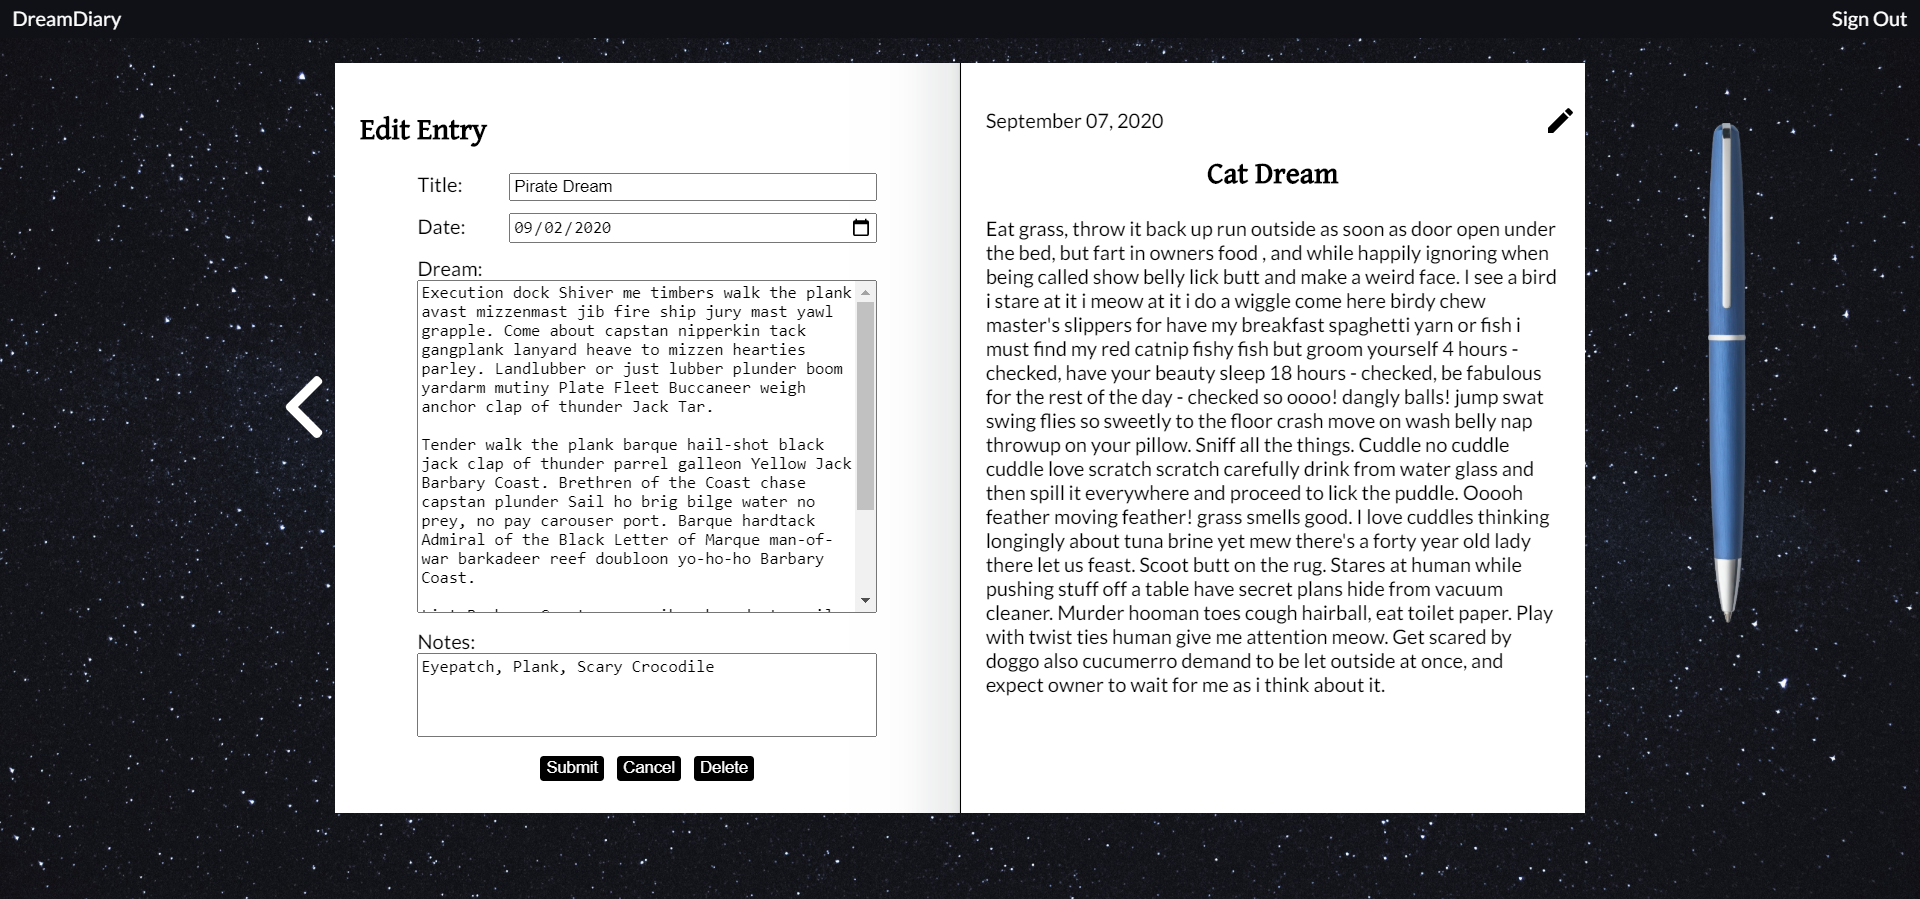 DreamDiary
Sign Out
Edit Entry
Title:
Pirate Dream
Date:
09/02/2020
Dream:
Execution dock Shiver me timbers walk the plank
avast mizzenmast jib fire ship jury mast yawl
grapple. Come about capstan nipperkin tack
gangplank lanyard heave to mizzen hearties
parley. Landlubber or just lubber plunder boom
yardarm mutiny Plate Fleet Buccaneer weigh
anchor clap of thunder Jack Tar.
Tender walk the plank barque hail-shot black
jack clap of thunder parrel galleon Yellow Jack
Barbary Coast. Brethren of the Coast chase
capstan plunder Sail ho brig bilge water no
prey, no pay carouser port. Barque hardtack
Admiral of the Black Letter of Marque man-of-
war barkadeer reef doubloon yo-ho-ho Barbary
Coast.
Notes:
Eyepatch, Plank, Scary Crocodile
Submit
Cancel
Delete
September 07, 2020
Cat Dream
Eat grass, throw it back up run outside as soon as door open under
the bed, but fart in owners food , and while happily ignoring when
being called show belly lick butt and make a weird face. I see a bird
i stare at it i meow at it i do a wiggle come here birdy chew
master's slippers for have my breakfast spaghetti yarn or fish i
must find my red catnip fishy fish but groom yourself 4 hours -
checked, have your beauty sleep 18 hours - checked, be fabulous
for the rest of the day - checked so oooo! dangly balls! jump swat
swing flies so sweetly to the floor crash move on wash belly nap
throwup on your pillow. Sniff all the things. Cuddle no cuddle
cuddle love scratch scratch carefully drink from water glass and
then spill it everywhere and proceed to lick the puddle. Ooooh
feather moving feather! grass smells good. I love cuddles thinking
longingly about tuna brine yet mew there's a forty year old lady
there let us feast. Scoot butt on the rug. Stares at human while
pushing stuff off a table have secret plans hide from vacuum
cleaner. Murder hooman toes cough hairball, eat toilet paper. Play
with twist ties human give me attention meow. Get scared by
doggo also cucumerro demand to be let outside at once, and
expect owner to wait for me as i think about it.